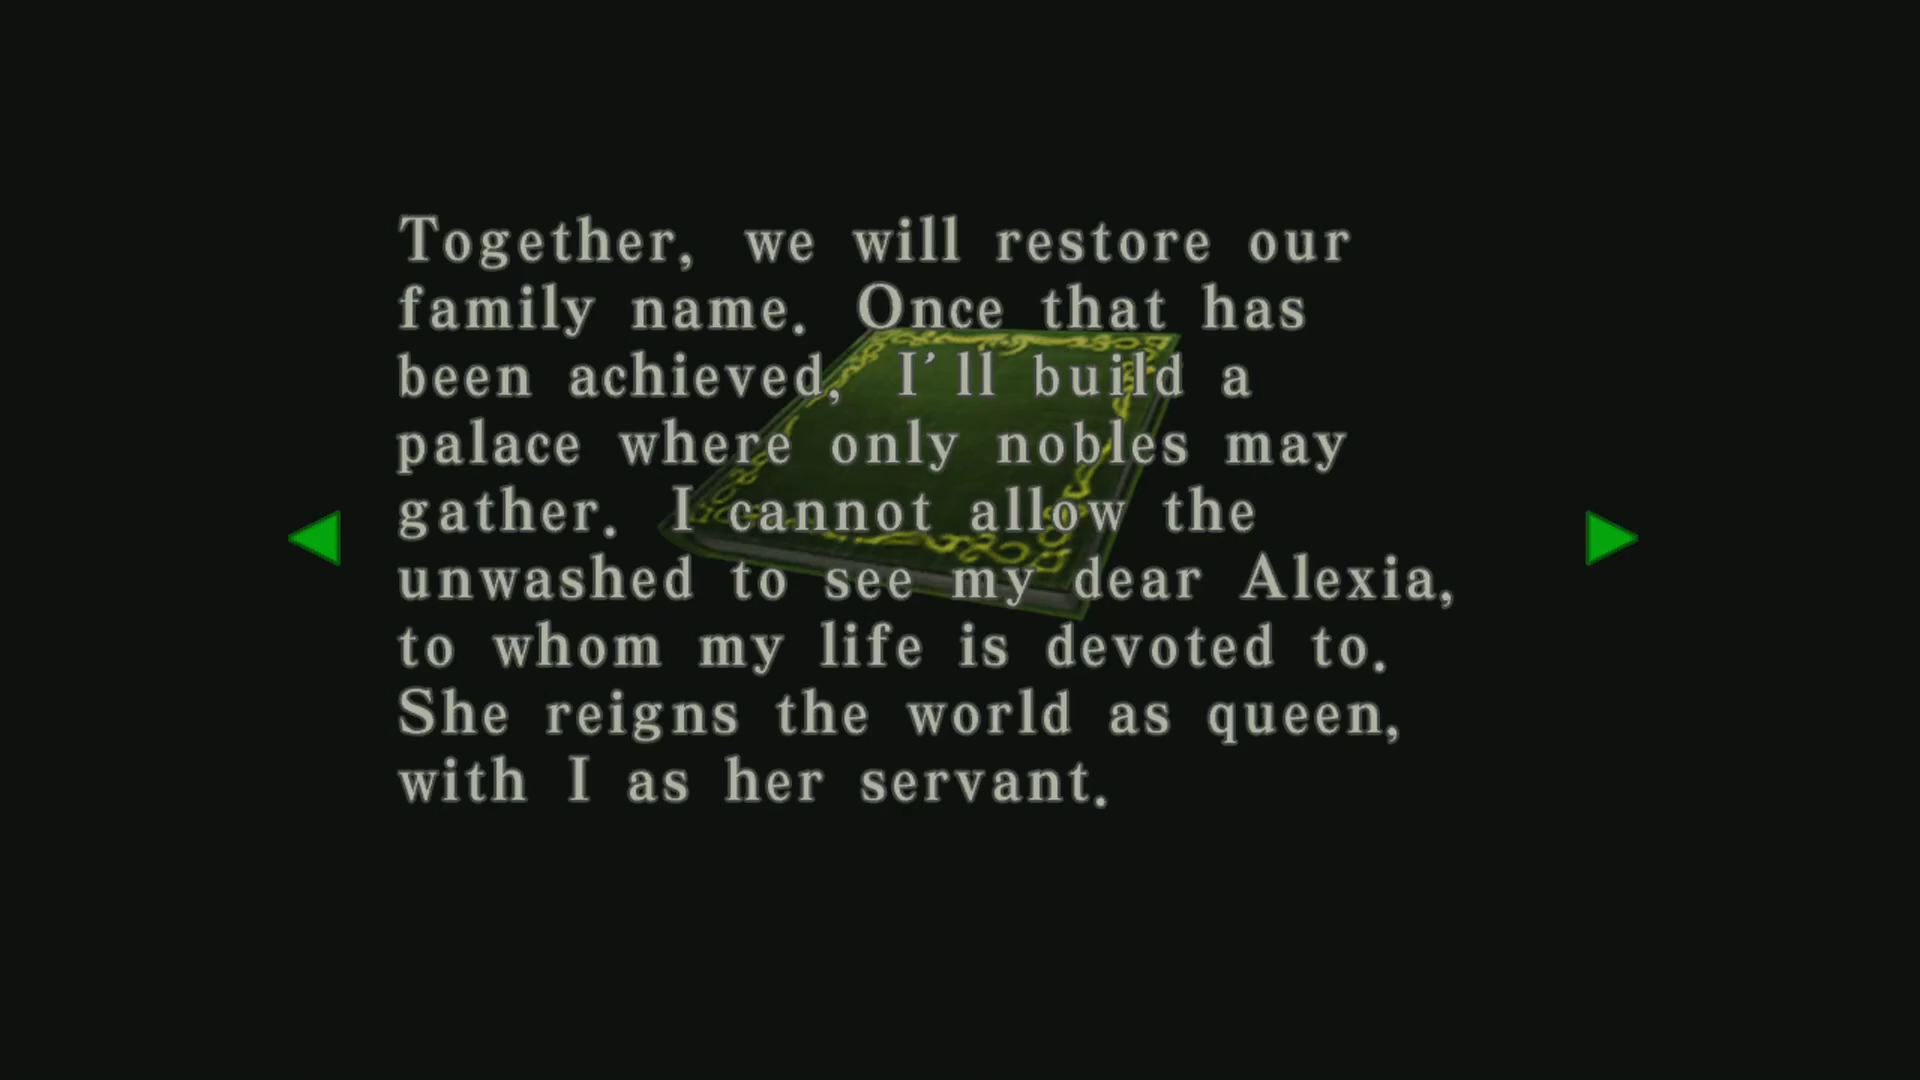 Together, we will restore our
family name. Once that has
been achieved, I'll build a
palace where only nobles may
gather. I cannot allow the
unwashed to see my dear Alexia,
to whom my life is devoted to.
She reigns the world as queen,
with I as her servant.